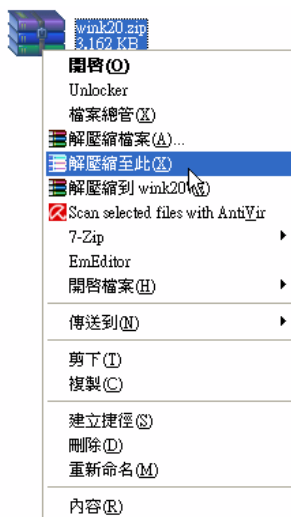 wink20.zip
3,162 KB
開啓(O)
Unlocker
檔案總管(X)
解壓縮檔案(A)...
解壓縮至此(X)
解壓縮到 wink20\(E)
Scan selected files with AntiVir
7-Zip
EmEditor
開啓檔案(H)
傳送到(N)
剪下(T)
複製(C)
建立捷徑(S)
刪除(D)
重新命名(M)
內容(R)